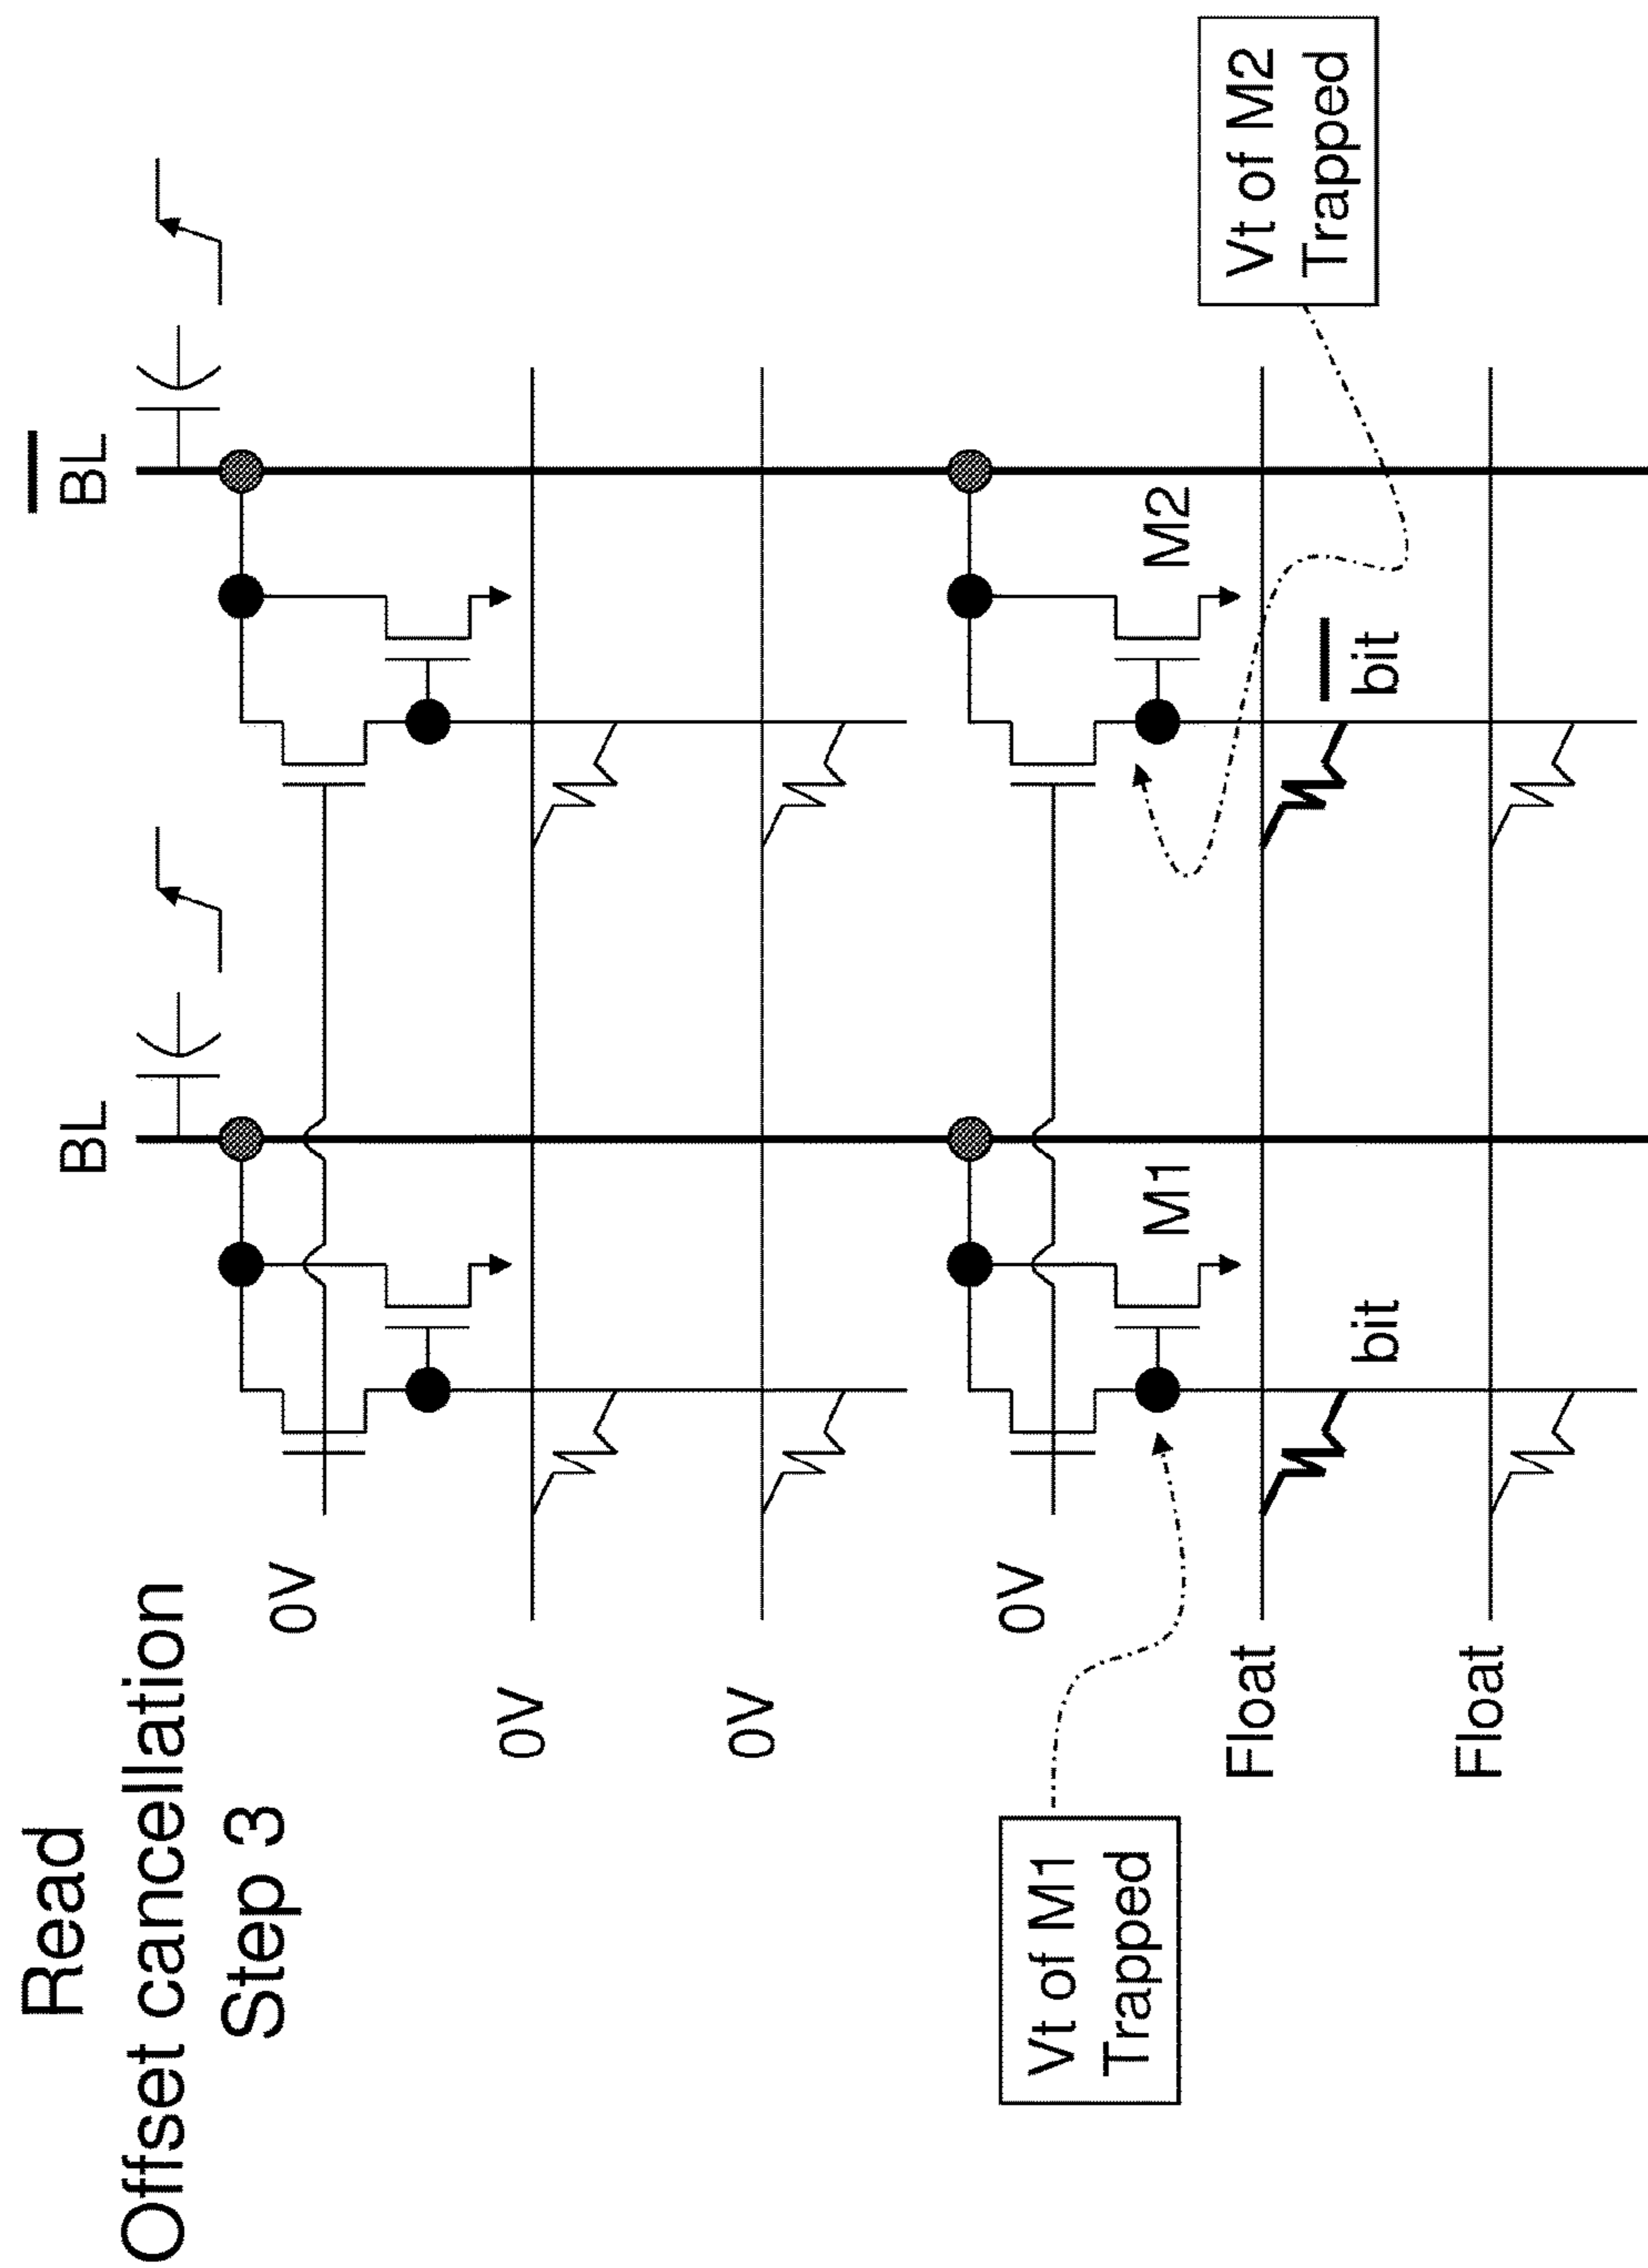 Read
Offset cancellation
Step 3
BL
BL
0V
0V
0V
0V
M1
M2
Float
bit
bit
Float
Vt of M1
Trapped
Vt of M2
Trapped